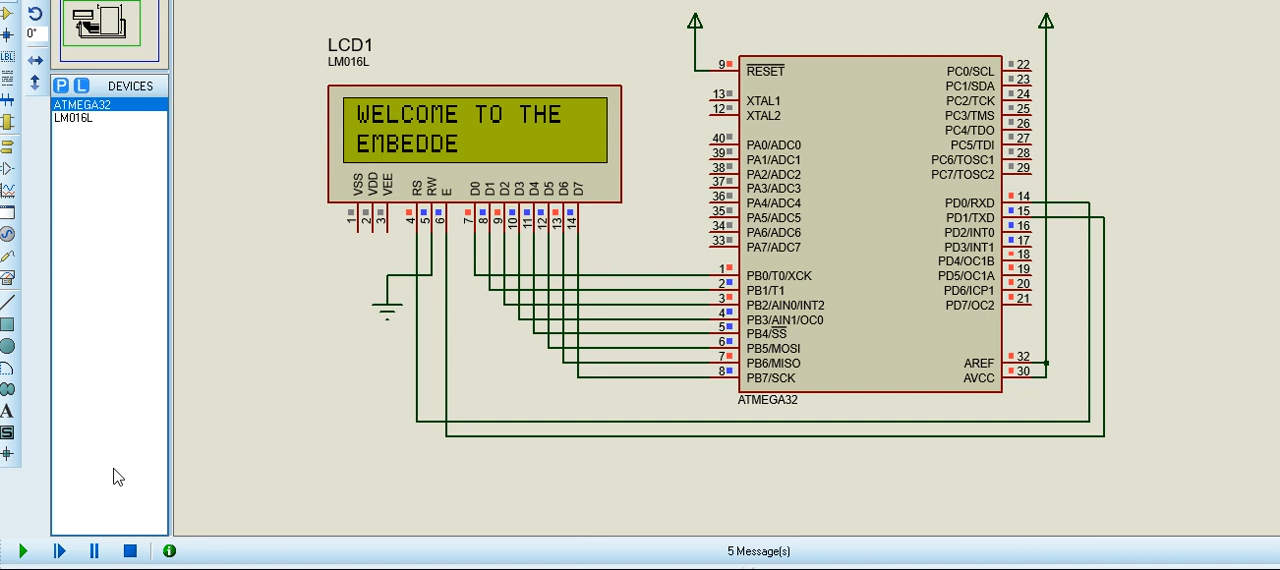 0°
LBL
P L DEVICES
ATMEGA32
LM016L
A
S
LCD1
LM016L
WELCOME TO THE
EMBEDDE
VSS VDD VEE RS RW E D0 D1 D2 D3 D4 D5 D6 D7
1 2 3 4 5 6 7 8 9 10 11 12 13 14
9 RESET
13 XTAL1
12 XTAL2
40 PA0/ADC0
39 PA1/ADC1
38 PA2/ADC2
37 PA3/ADC3
36 PA4/ADC4
35 PA5/ADC5
34 PA6/ADC6
33 PA7/ADC7
1 PB0/T0/XCK
2 PB1/T1
3 PB2/AIN0/INT2
4 PB3/AIN1/OC0
5 PB4/SS
6 PB5/MOSI
7 PB6/MISO
8 PB7/SCK
PC0/SCL 22
PC1/SDA 23
PC2/TCK 24
PC3/TMS 25
PC4/TDO 26
PC5/TDI 27
PC6/TOSC1 28
PC7/TOSC2 29
PD0/RXD 14
PD1/TXD 15
PD2/INT0 16
PD3/INT1 17
PD4/OC1B 18
PD5/OC1A 19
PD6/ICP1 20
PD7/OC2 21
AREF 32
AVCC 30
ATMEGA32
5 Message(s)